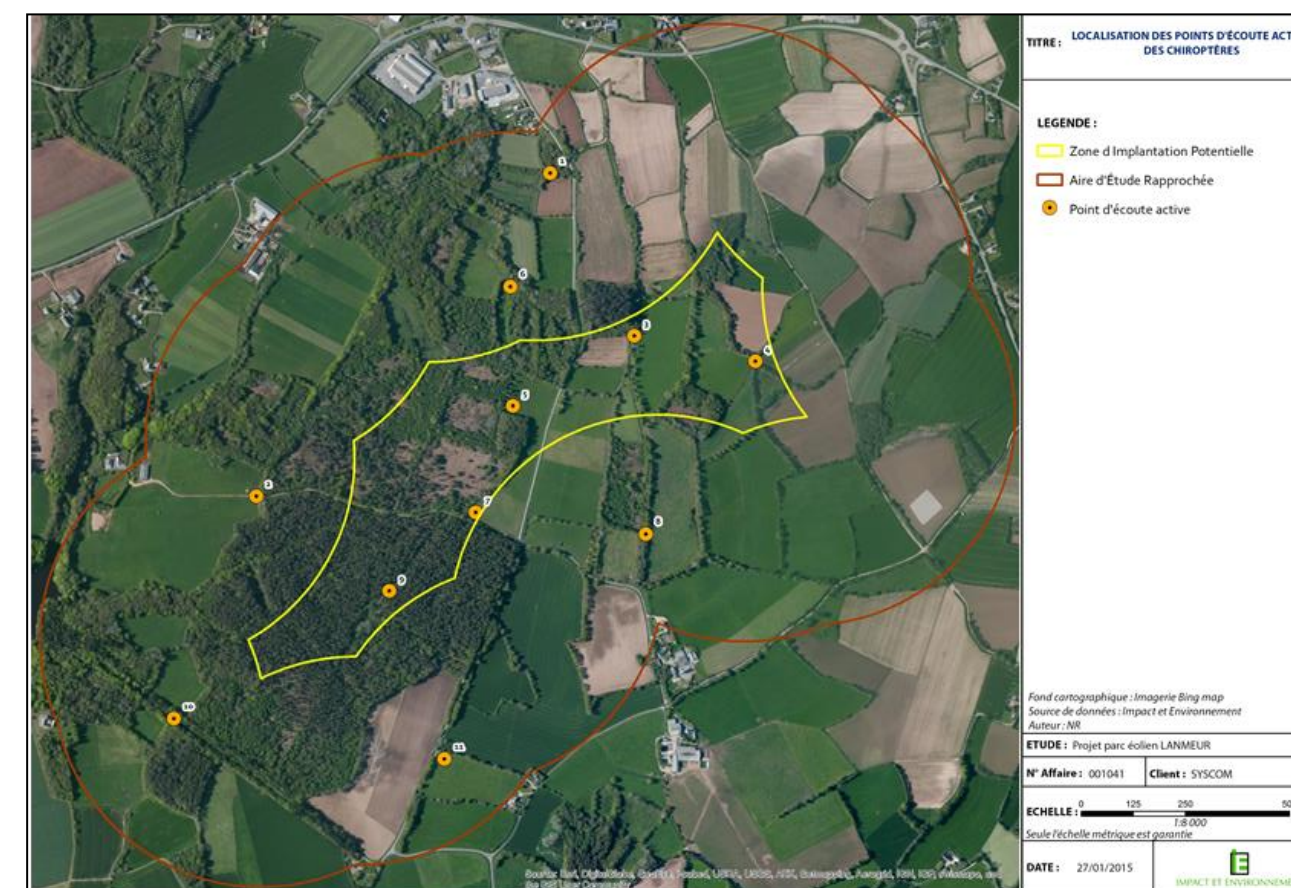 TITRE : LOCALISATION DES POINTS D'ÉCOUTE ACT
DES CHIROPTÈRES
LEGENDE :
Zone d Implantation Potentielle
Aire d'Étude Rapprochée
Point d'écoute active
1
6
3
4
5
2
7
8
9
10
11
Fond cartographique : Imagerie Bing map
Source de données : Impact et Environnement
Auteur : NR
ETUDE : Projet parc éolien LANMEUR
N° Affaire : 001041 Client : SYSCOM
ECHELLE : 0 125 250 50
1:8 000
Seule l'échelle métrique est garantie
DATE : 27/01/2015
IMPACT ET ENVIRONNEME